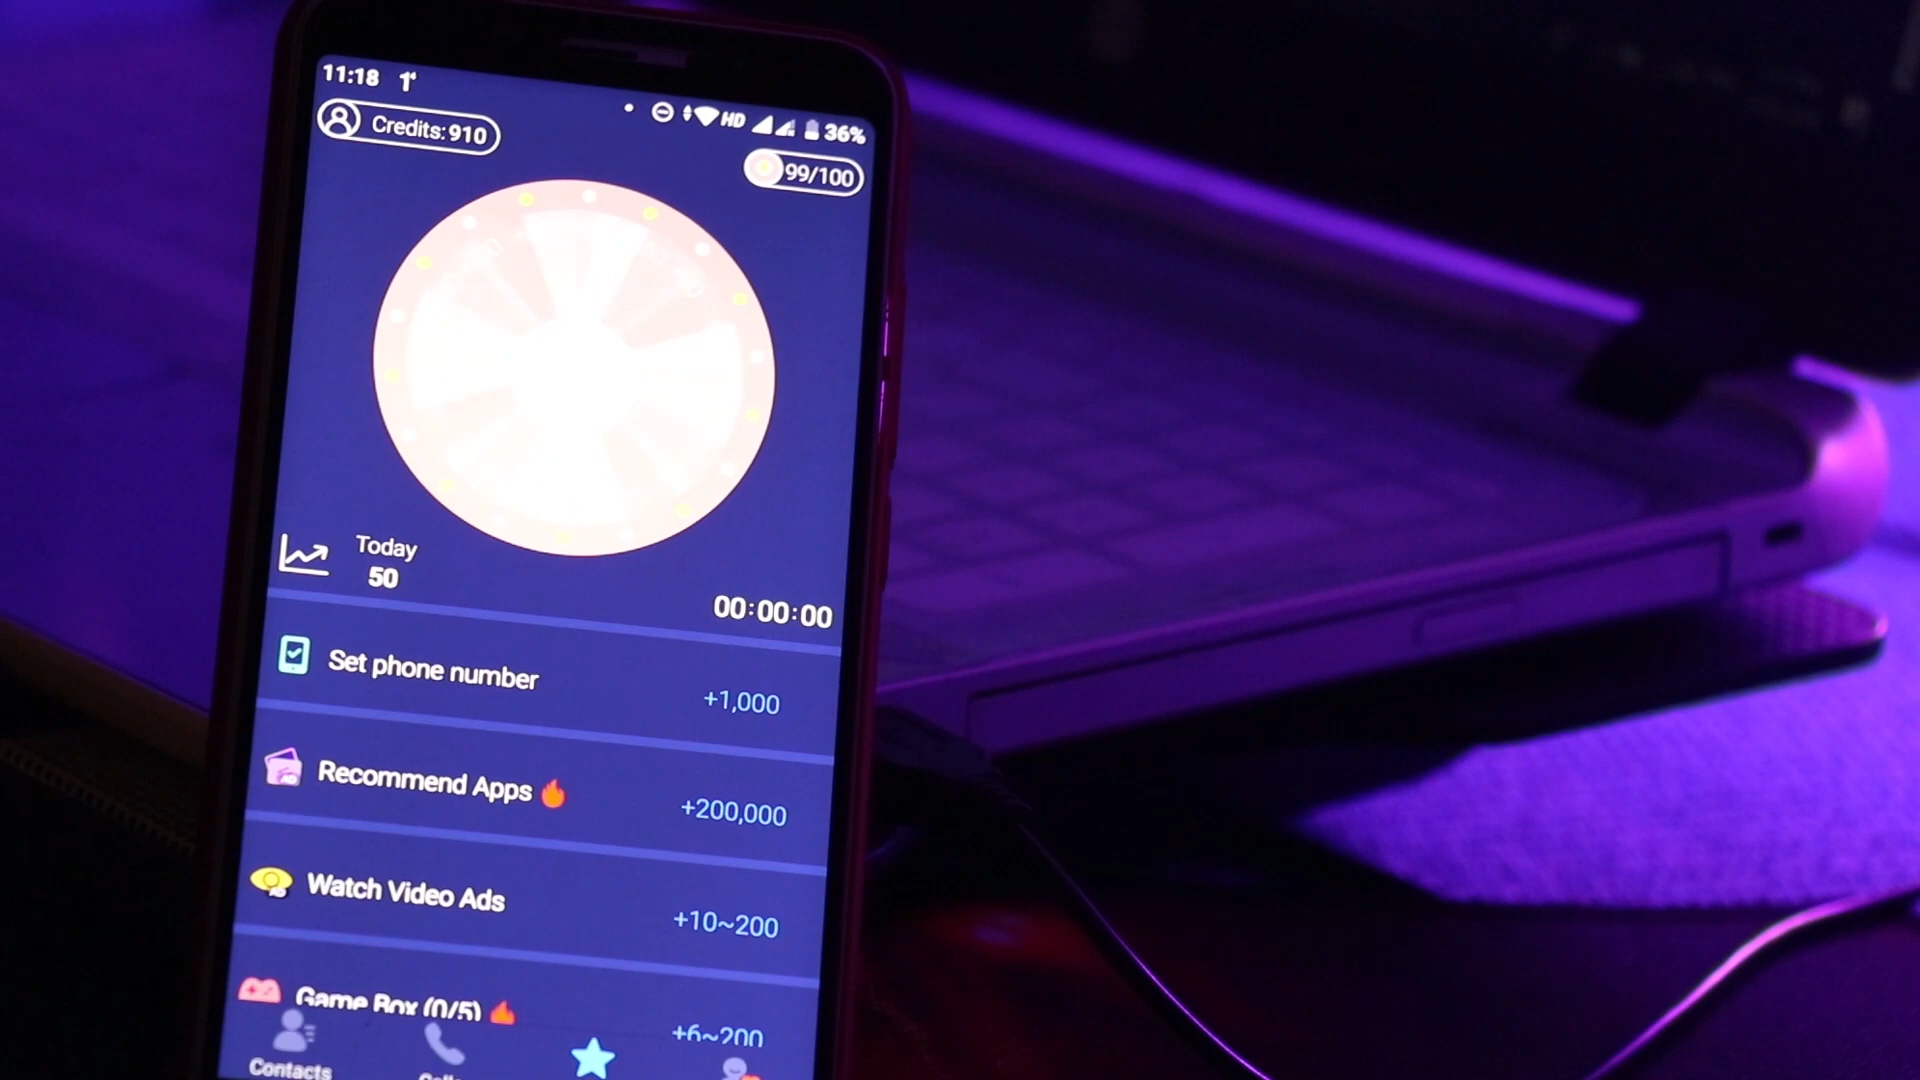 11:18
HD 36%
Credits: 910
99/100
Today
50
00:00:00
Set phone number
+1,000
Recommend Apps
+200,000
Watch Video Ads
+10~200
Game Box (0/5)
+6~200
Contacts